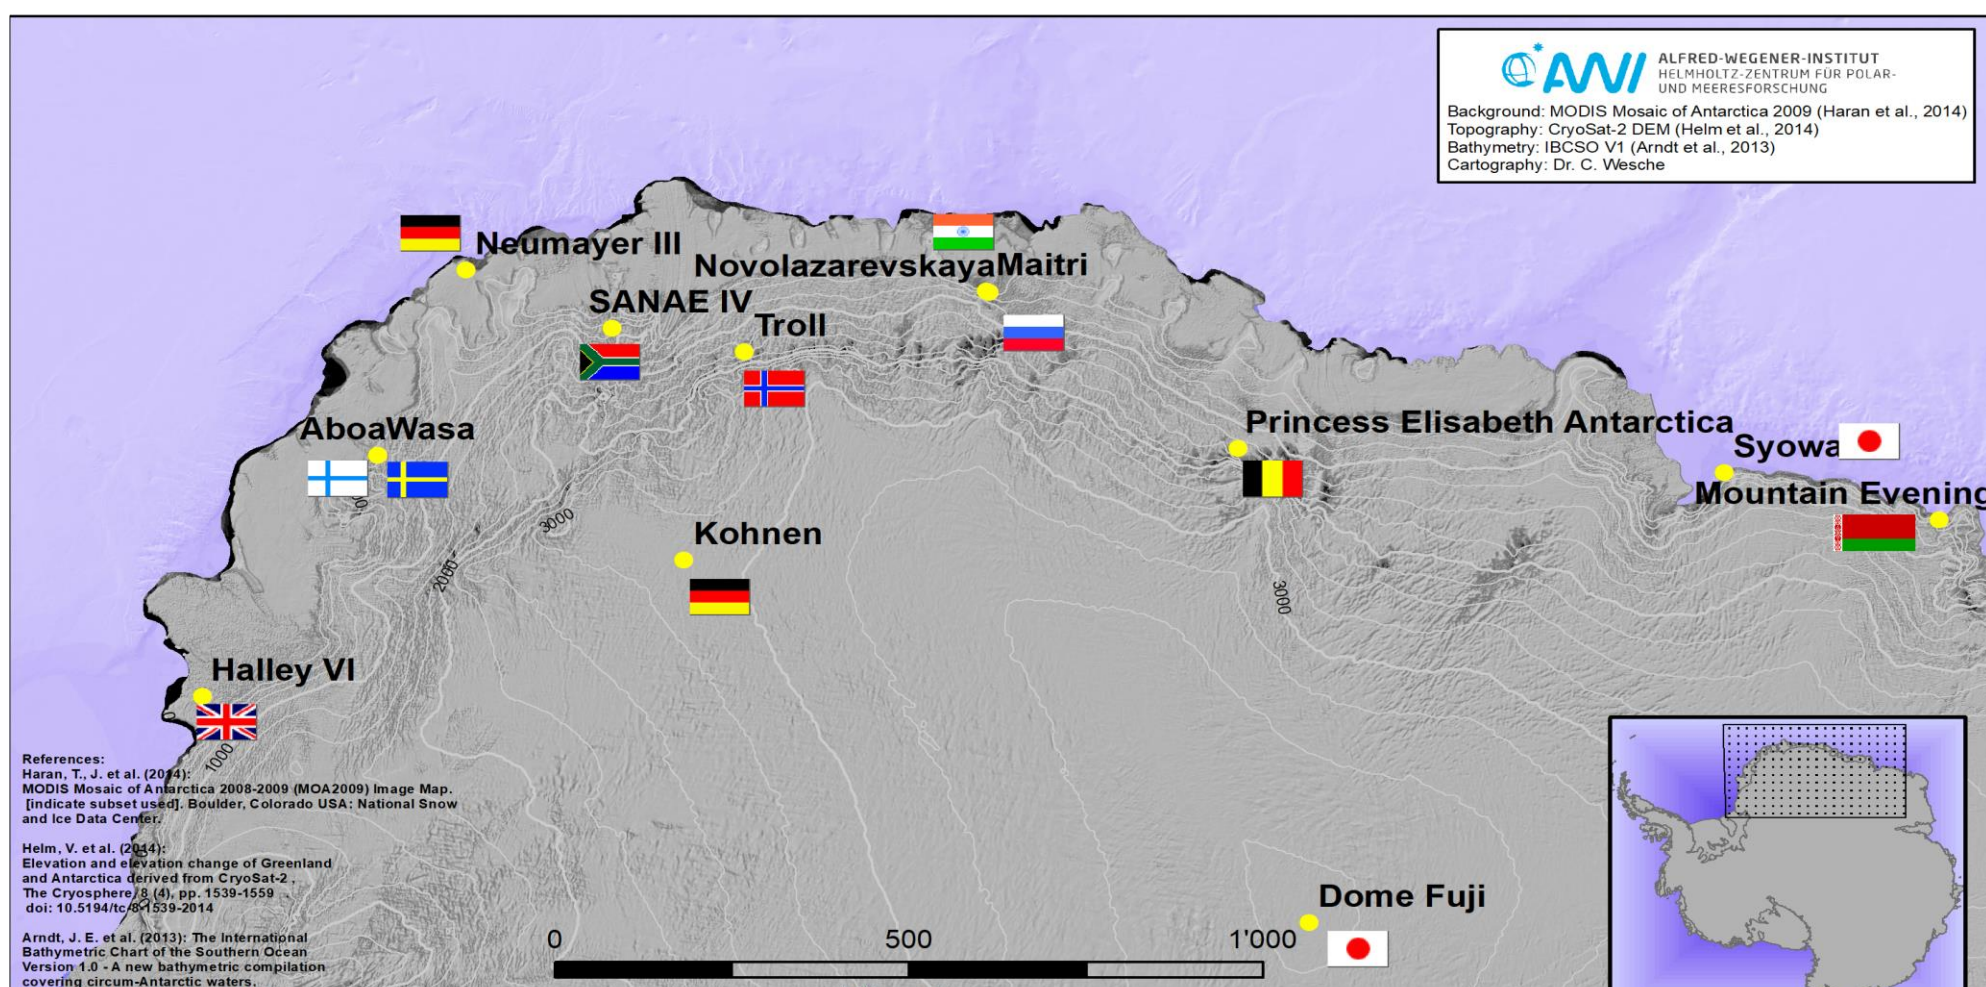 AWI
ALFRED-WEGENER-INSTITUT
HELMHOLTZ-ZENTRUM FÜR POLAR-
UND MEERESFORSCHUNG
Background: MODIS Mosaic of Antarctica 2009 (Haran et al., 2014)
Topography: CryoSat-2 DEM (Helm et al., 2014)
Bathymetry: IBCSO V1 (Arndt et al., 2013)
Cartography: Dr. C. Wesche
Neumayer III
Novolazarevskaya
Maitri
SANAE IV
Troll
AboaWasa
Princess Elisabeth Antarctica
Syowa
Mountain Evening
3000
Kohnen
2000
3000
Halley VI
1000
References:
Haran, T., J. et al. (2014):
MODIS Mosaic of Antarctica 2008-2009 (MOA2009) Image Map.
[indicate subset used]. Boulder, Colorado USA: National Snow
and Ice Data Center.
Helm, V. et al. (2014):
Elevation and elevation change of Greenland
and Antarctica derived from CryoSat-2 .
The Cryosphere, 8 (4), pp. 1539-1559 .
doi: 10.5194/tc-8-1539-2014
Arndt, J. E. et al. (2013): The International
Bathymetric Chart of the Southern Ocean
Version 1.0 - A new bathymetric compilation
covering circum-Antarctic waters.
Dome Fuji
0
500
1'000